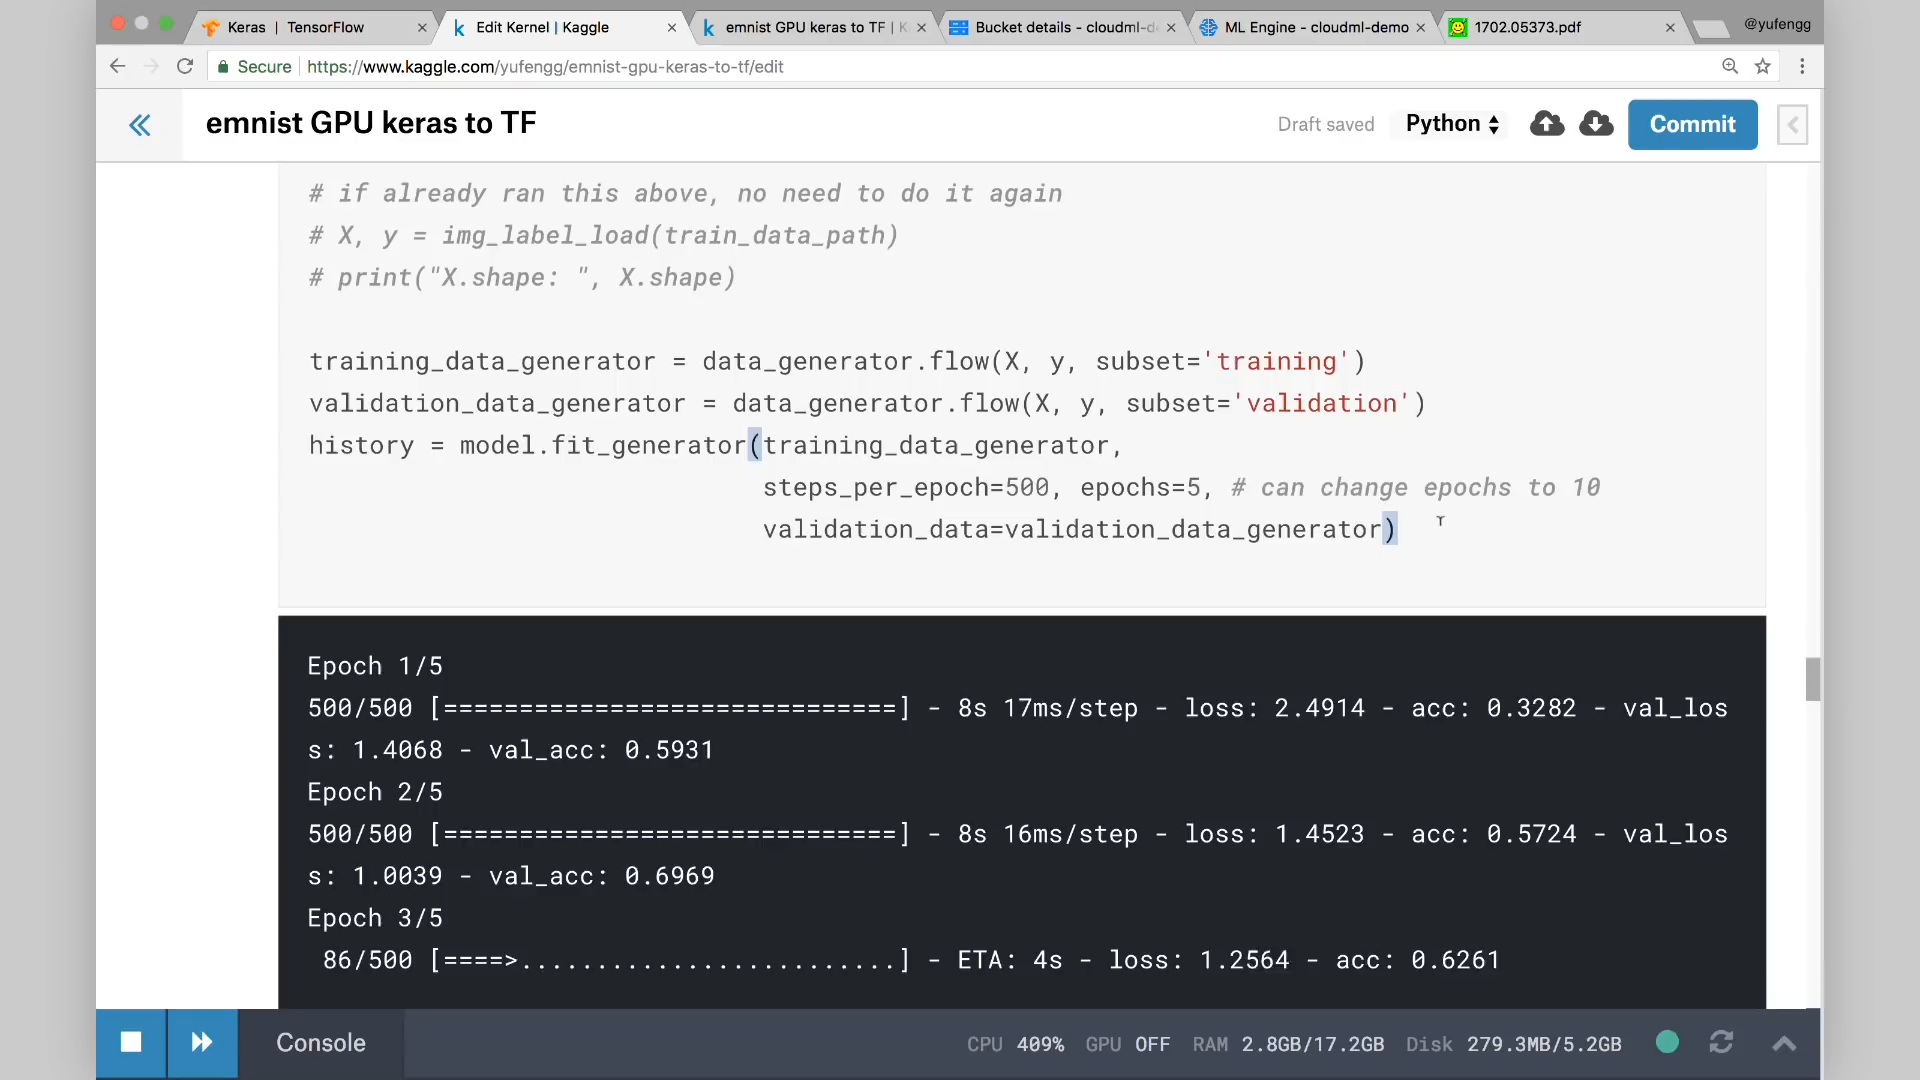 Keras | TensorFlow
Edit Kernel | Kaggle
emnist GPU keras to TF | K
Bucket details - cloudml-de
ML Engine - cloudml-demo
1702.05373.pdf
@yufengg
Secure
https://www.kaggle.com/yufengg/emnist-gpu-keras-to-tf/edit
emnist GPU keras to TF
Draft saved
Python
Commit
# if already ran this above, no need to do it again
# X, y = img_label_load(train_data_path)
# print("X.shape: ", X.shape)
training_data_generator = data_generator.flow(X, y, subset='training')
validation_data_generator = data_generator.flow(X, y, subset='validation')
history = model.fit_generator(training_data_generator,
steps_per_epoch=500, epochs=5, # can change epochs to 10
validation_data=validation_data_generator)
Epoch 1/5
500/500 [==============================] - 8s 17ms/step - loss: 2.4914 - acc: 0.3282 - val_los
s: 1.4068 - val_acc: 0.5931
Epoch 2/5
500/500 [==============================] - 8s 16ms/step - loss: 1.4523 - acc: 0.5724 - val_los
s: 1.0039 - val_acc: 0.6969
Epoch 3/5
86/500 [====>.........................] - ETA: 4s - loss: 1.2564 - acc: 0.6261
Console
CPU 409% GPU OFF RAM 2.8GB/17.2GB Disk 279.3MB/5.2GB